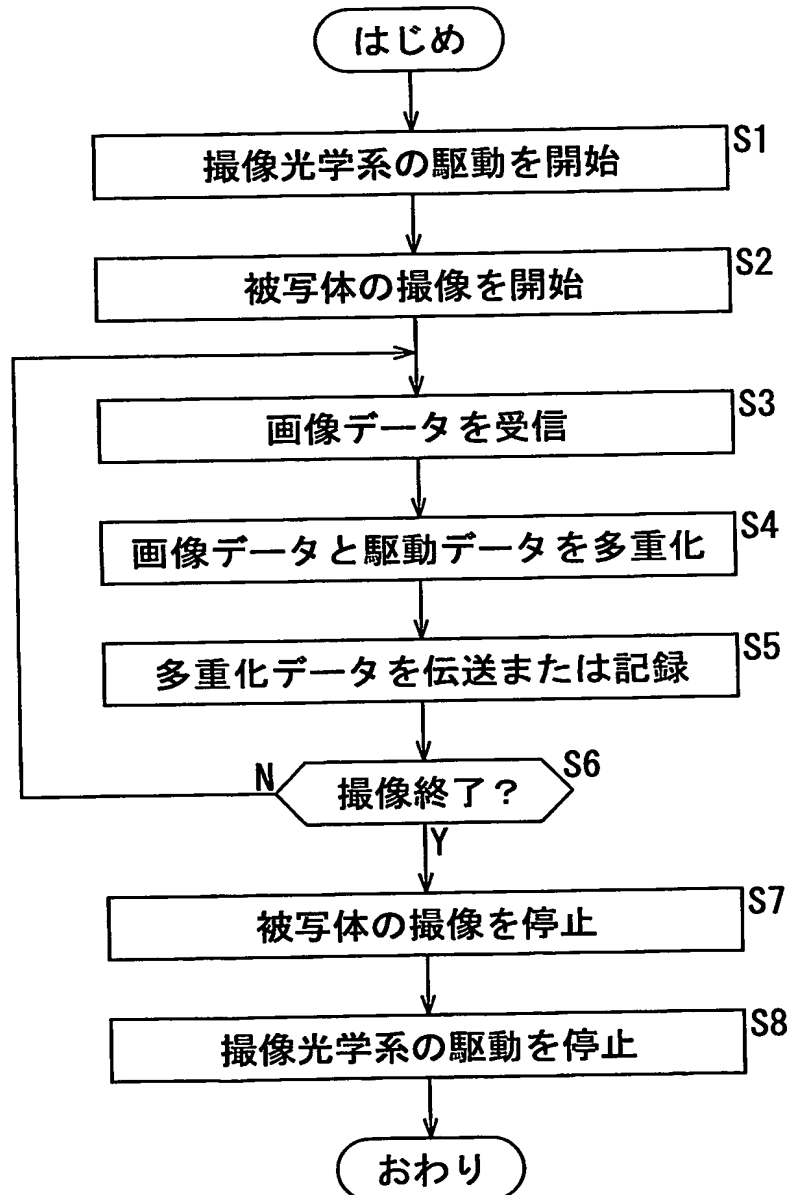 はじめ
S1
撮像光学系の駆動を開始
S2
被写体の撮像を開始
S3
画像データを受信
S4
画像データと駆動データを多重化
S5
多重化データを伝送または記録
S6
N
撮像終了？
Y
S7
被写体の撮像を停止
S8
撮像光学系の駆動を停止
おわり